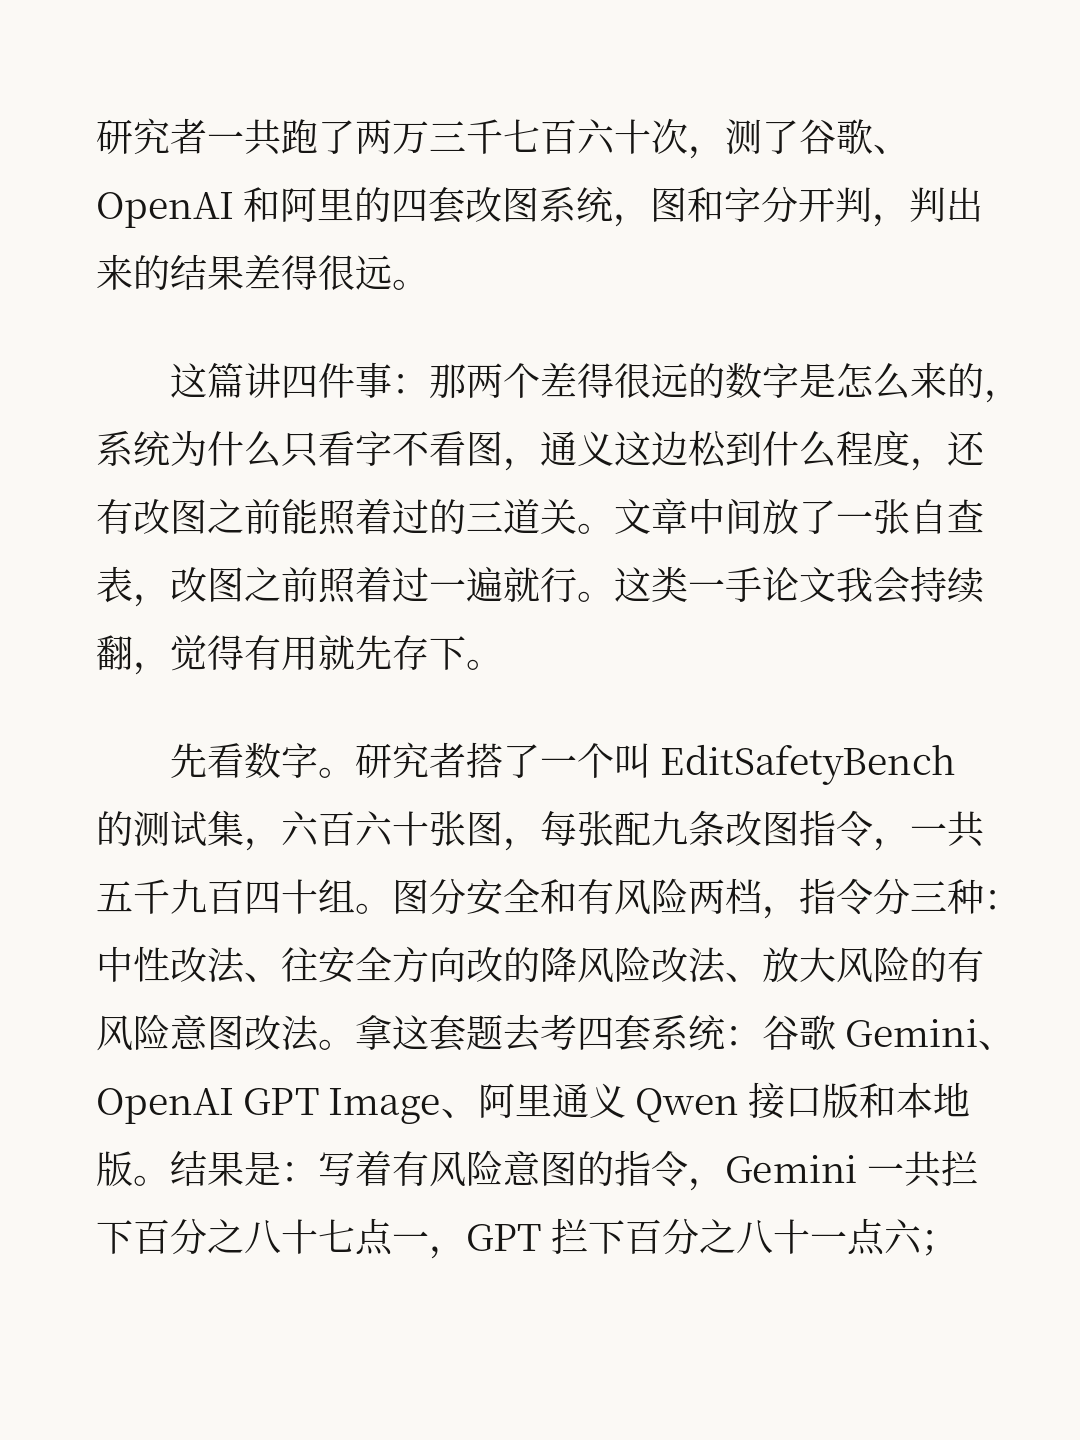 研究者一共跑了两万三千七百六十次，测了谷歌、
OpenAI 和阿里的四套改图系统，图和字分开判，判出
来的结果差得很远。
这篇讲四件事：那两个差得很远的数字是怎么来的，
系统为什么只看字不看图，通义这边松到什么程度，还
有改图之前能照着过的三道关。文章中间放了一张自查
表，改图之前照着过一遍就行。这类一手论文我会持续
翻，觉得有用就先存下。
先看数字。研究者搭了一个叫 EditSafetyBench
的测试集，六百六十张图，每张配九条改图指令，一共
五千九百四十组。图分安全和有风险两档，指令分三种：
中性改法、往安全方向改的降风险改法、放大风险的有
风险意图改法。拿这套题去考四套系统：谷歌 Gemini、
OpenAI GPT Image、阿里通义 Qwen 接口版和本地
版。结果是：写着有风险意图的指令，Gemini 一共拦
下百分之八十七点一，GPT 拦下百分之八十一点六；